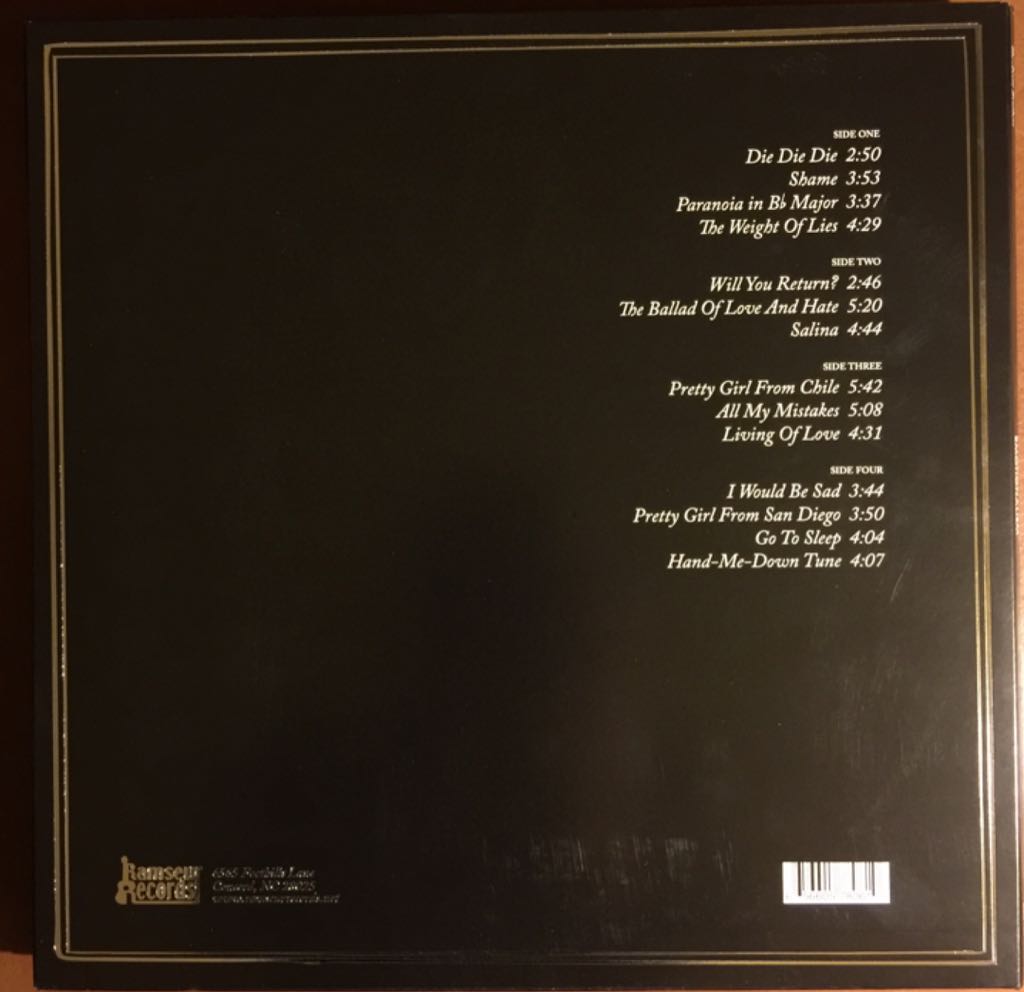 SIDE ONE
Die Die Die 2:50
Shame 3:53
Paranoia in B♭ Major 3:37
The Weight Of Lies 4:29
SIDE TWO
Will You Return? 2:46
The Ballad Of Love And Hate 5:20
Salina 4:44
SIDE THREE
Pretty Girl From Chile 5:42
All My Mistakes 5:08
Living Of Love 4:31
SIDE FOUR
I Would Be Sad 3:44
Pretty Girl From San Diego 3:50
Go To Sleep 4:04
Hand-Me-Down Tune 4:07
Ramseur
Records
Lane
Concord, NC